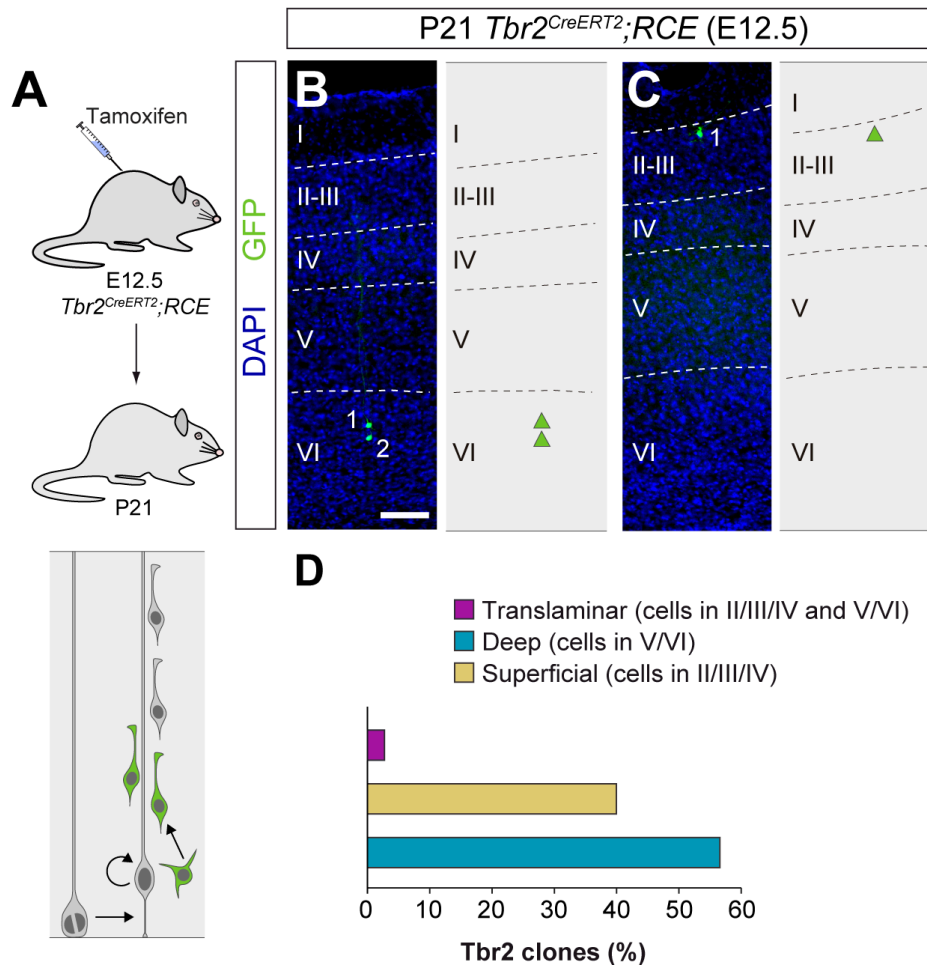 P21 Tbr2CreERT2;RCE (E12.5)
A
Tamoxifen
E12.5
Tbr2CreERT2;RCE
P21
DAPI GFP
B
I
II-III
IV
V
VI
1
2
I
II-III
IV
V
VI
C
1
I
II-III
IV
V
VI
I
II-III
IV
V
VI
D
Translaminar (cells in II/III/IV and V/VI)
Deep (cells in V/VI)
Superficial (cells in II/III/IV)
0 10 20 30 40 50 60
Tbr2 clones (%)